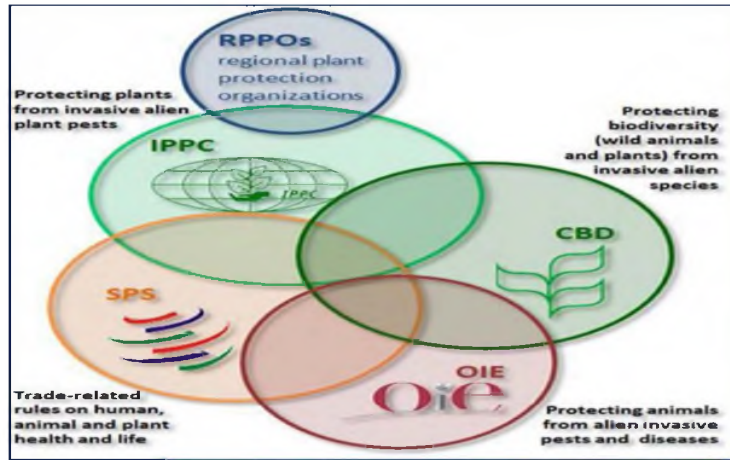 RPPOs
regional plant
protection
organizations
Protecting plants
from invasive alien
plant pests
IPPC
IPPC
Protecting
biodiversity
(wild animals
and plants) from
invasive alien
species
CBD
SPS
OIE
Oie
Trade-related
rules on human,
animal and plant
health and life
Protecting animals
from alien invasive
pests and diseases